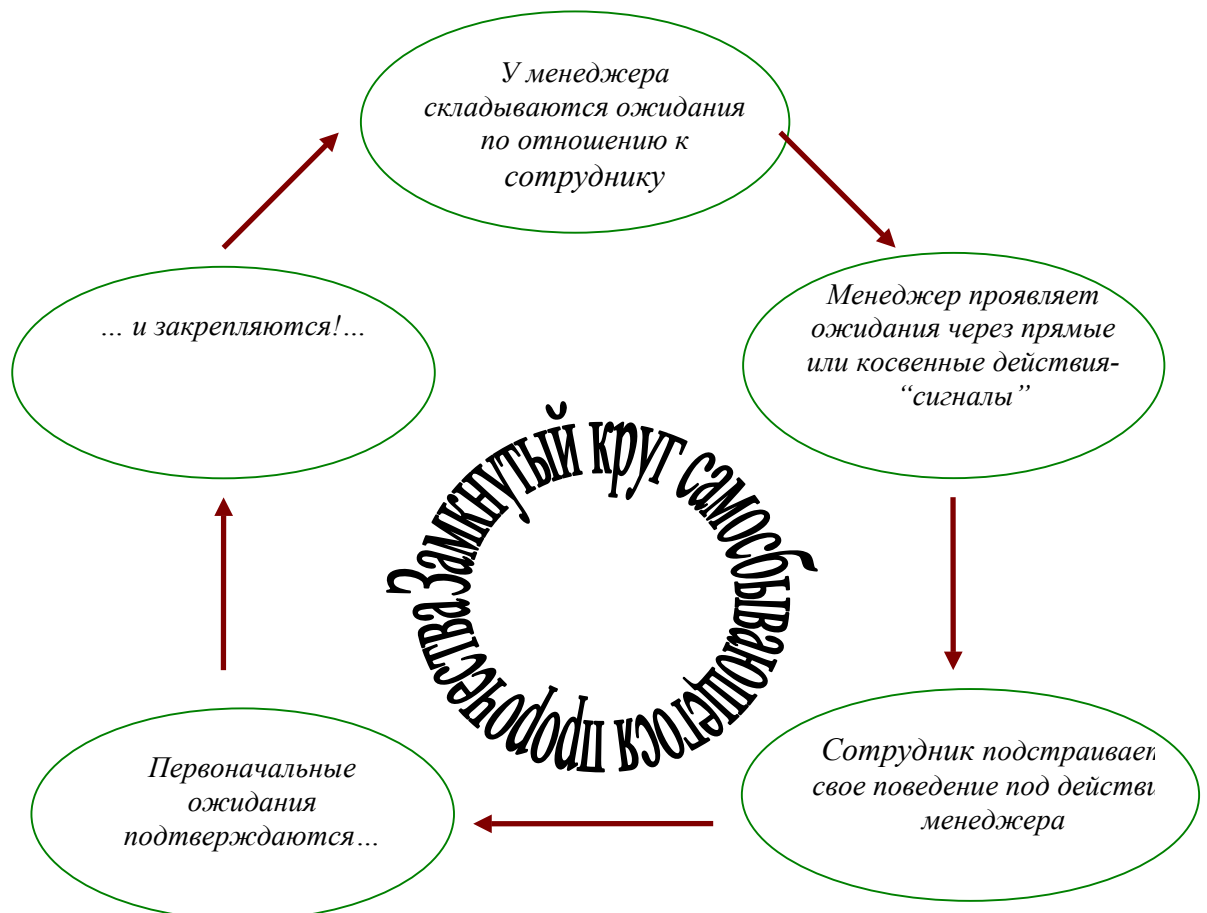 У менеджера
складываются ожидания
по отношению к
сотруднику
Менеджер проявляет
ожидания через прямые
или косвенные действия-
“сигналы”
Сотрудник подстраивает
свое поведение под действи
менеджера
Первоначальные
ожидания
подтверждаются…
… и закрепляются!…
Замкнутый круг самосбывающегося пророчества